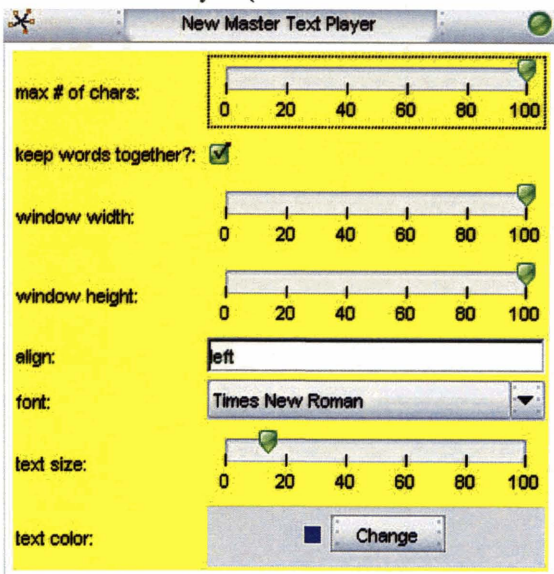 New Master Text Player
max # of chars:
0 20 40 60 80 100
keep words together?:
window width:
0 20 40 60 80 100
window height:
0 20 40 60 80 100
align: left
font: Times New Roman
text size:
0 20 40 60 80 100
text color: Change